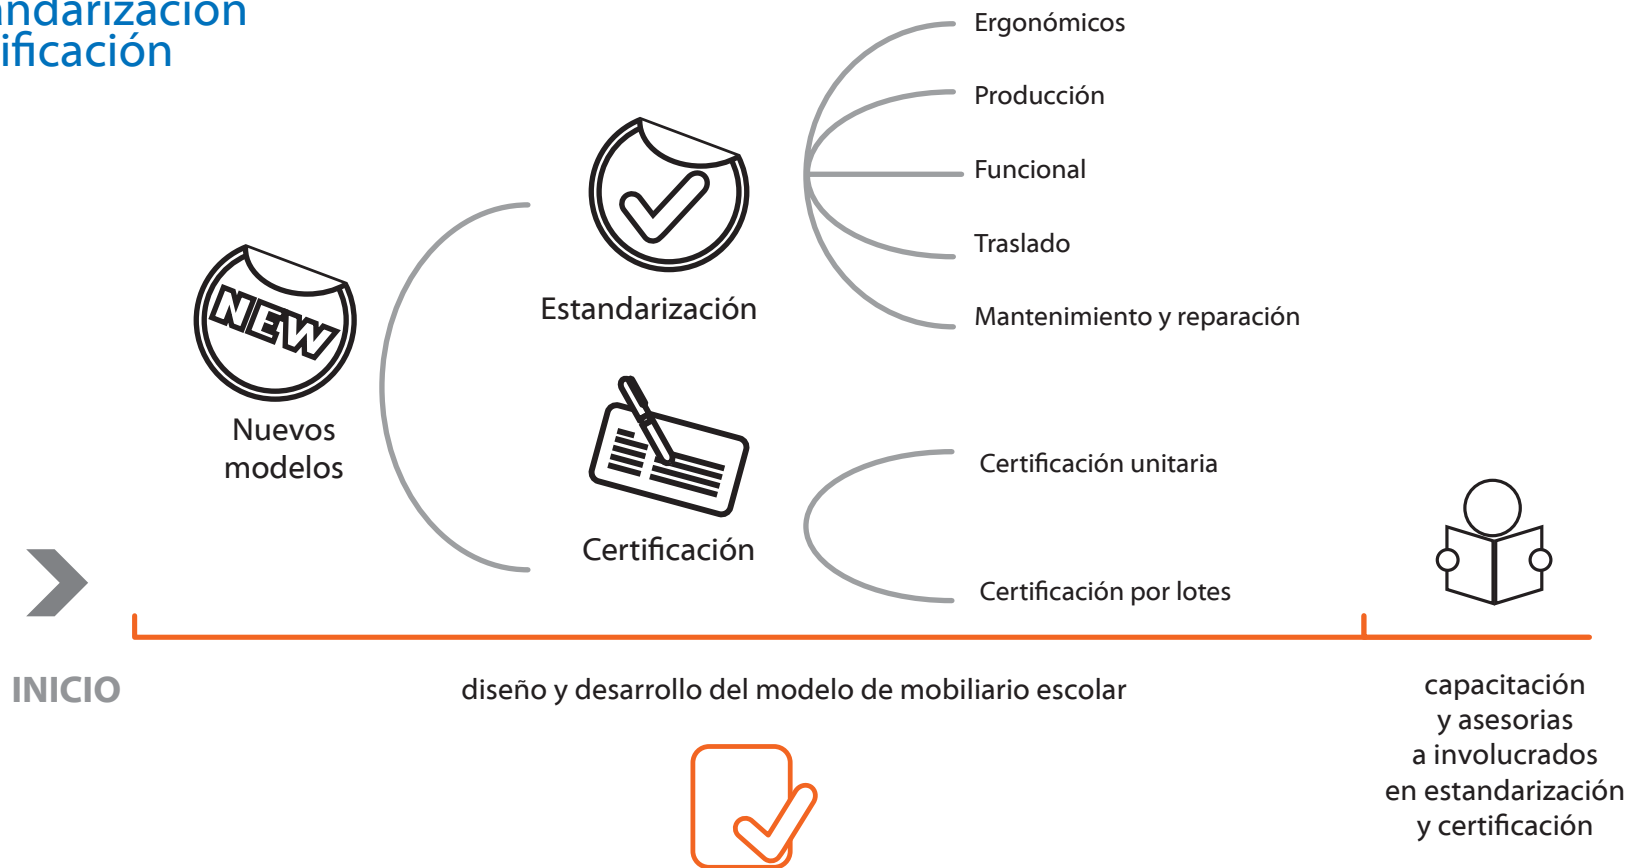 ndarización
ificación
Ergonómicos
Producción
Funcional
Traslado
Mantenimiento y reparación
Estandarización
NEW
Nuevos
modelos
Certificación unitaria
Certificación
Certificación por lotes
INICIO
diseño y desarrollo del modelo de mobiliario escolar
capacitación
y asesorias
a involucrados
en estandarización
y certificación